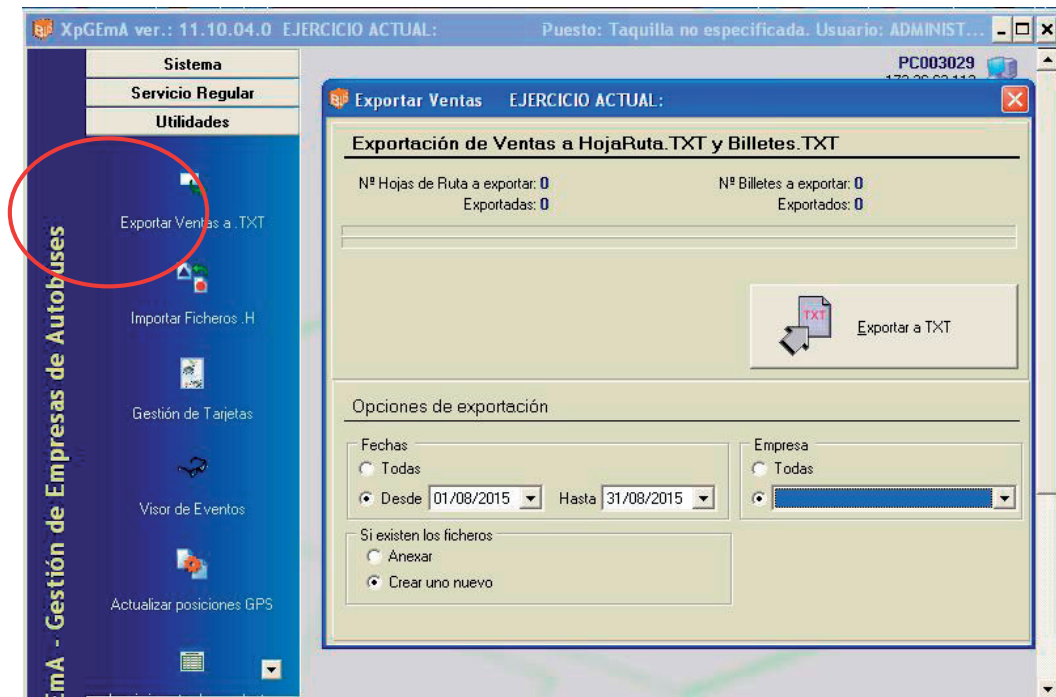 XpGEmA ver.: 11.10.04.0 EJERCICIO ACTUAL: Puesto: Taquilla no especificada. Usuario: ADMINIST...
Sistema
Servicio Regular
Utilidades
Exportar Ventas a .TXT
Importar Ficheros .H
Gestión de Tarjetas
Visor de Eventos
Actualizar posiciones GPS
EmA - Gestión de Empresas de Autobuses
PC003029
Exportar Ventas EJERCICIO ACTUAL:
Exportación de Ventas a HojaRuta.TXT y Billetes.TXT
Nº Hojas de Ruta a exportar: 0 Nº Billetes a exportar: 0
Exportadas: 0 Exportados: 0
TXT
Exportar a TXT
Opciones de exportación
Fechas
Todas
Desde 01/08/2015 Hasta 31/08/2015
Empresa
Todas
Si existen los ficheros
Anexar
Crear uno nuevo